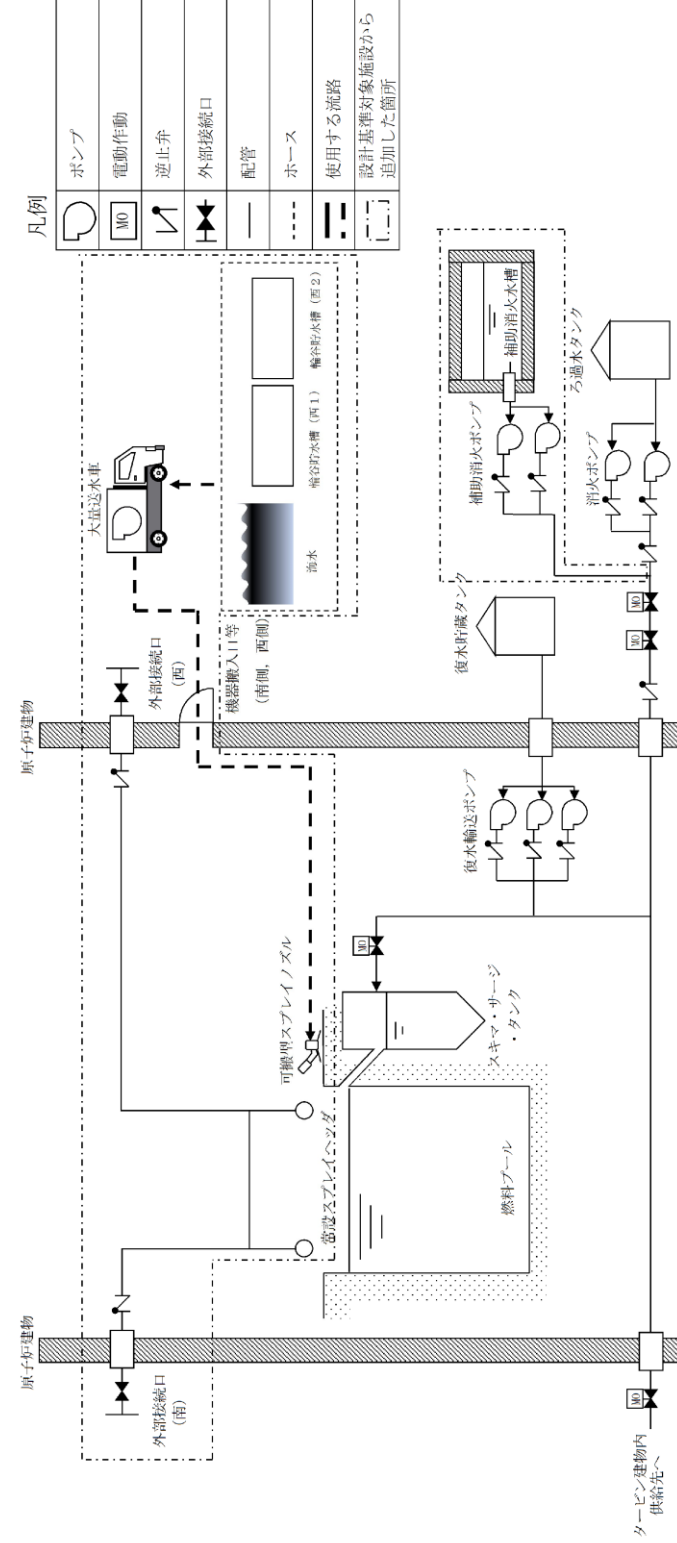 凡例
ポンプ
MO
電動作動
逆止弁
外部接続口
配管
ホース
使用する流路
設計基準対象施設から
追加した箇所
原子炉建物
原子炉建物
外部接続口
(南)
外部接続口
(西)
大量送水車
機器搬入口等
(南側，西側)
海水
輪谷貯水槽（西１）
輪谷貯水槽（西２）
可搬型スプレイノズル
常設スプレイヘッダ
燃料プール
スキマ・サージ
・タンク
MO
復水輸送ポンプ
復水貯蔵タンク
補助消火ポンプ
補助消火水槽
消火ポンプ
ろ過水タンク
MO
MO
MO
タービン建物内
供給先へ